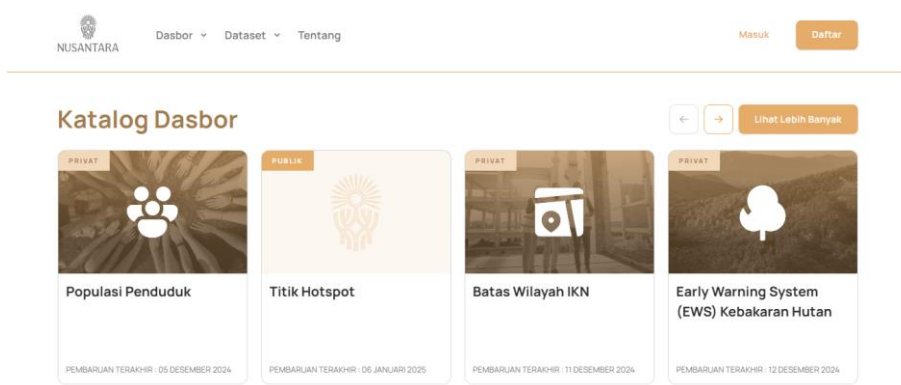 NUSANTARA
Dasbor
Dataset
Tentang
Masuk
Daftar
Katalog Dasbor
Lihat Lebih Banyak
PRIVAT
PUBLIK
PRIVAT
PRIVAT
Populasi Penduduk
Titik Hotspot
Batas Wilayah IKN
Early Warning System
(EWS) Kebakaran Hutan
PEMBARUAN TERAKHIR : 05 DESEMBER 2024
PEMBARUAN TERAKHIR : 06 JANUARI 2025
PEMBARUAN TERAKHIR : 11 DESEMBER 2024
PEMBARUAN TERAKHIR : 12 DESEMBER 2024